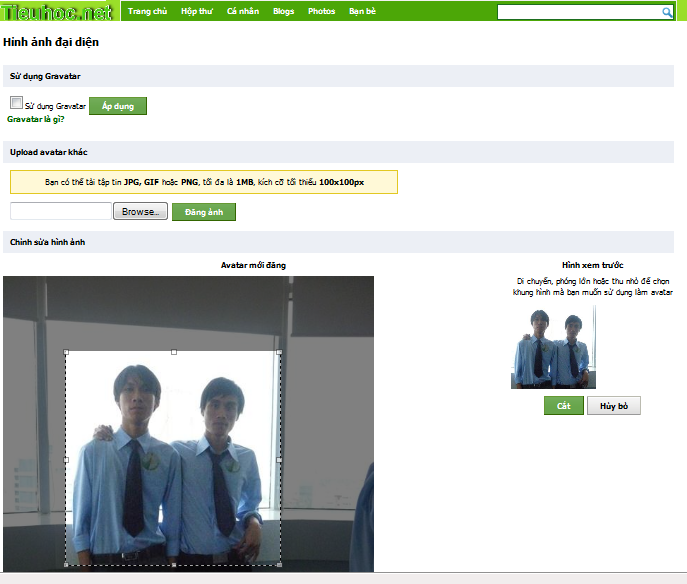 Tieuhoc.net
Trang chủ Hộp thư Cá nhân Blogs Photos Bạn bè
Hình ảnh đại diện
Sử dụng Gravatar
Sử dụng Gravatar Áp dụng
Gravatar là gì?
Upload avatar khác
Bạn có thể tải tập tin JPG, GIF hoặc PNG, tối đa là 1MB, kích cỡ tối thiểu 100x100px
Browse.. Đăng ảnh
Chỉnh sửa hình ảnh
Avatar mới đăng
Hình xem trước
Di chuyển, phóng lớn hoặc thu nhỏ để chọn
khung hình mà bạn muốn sử dụng làm avatar
Cắt Hủy bỏ